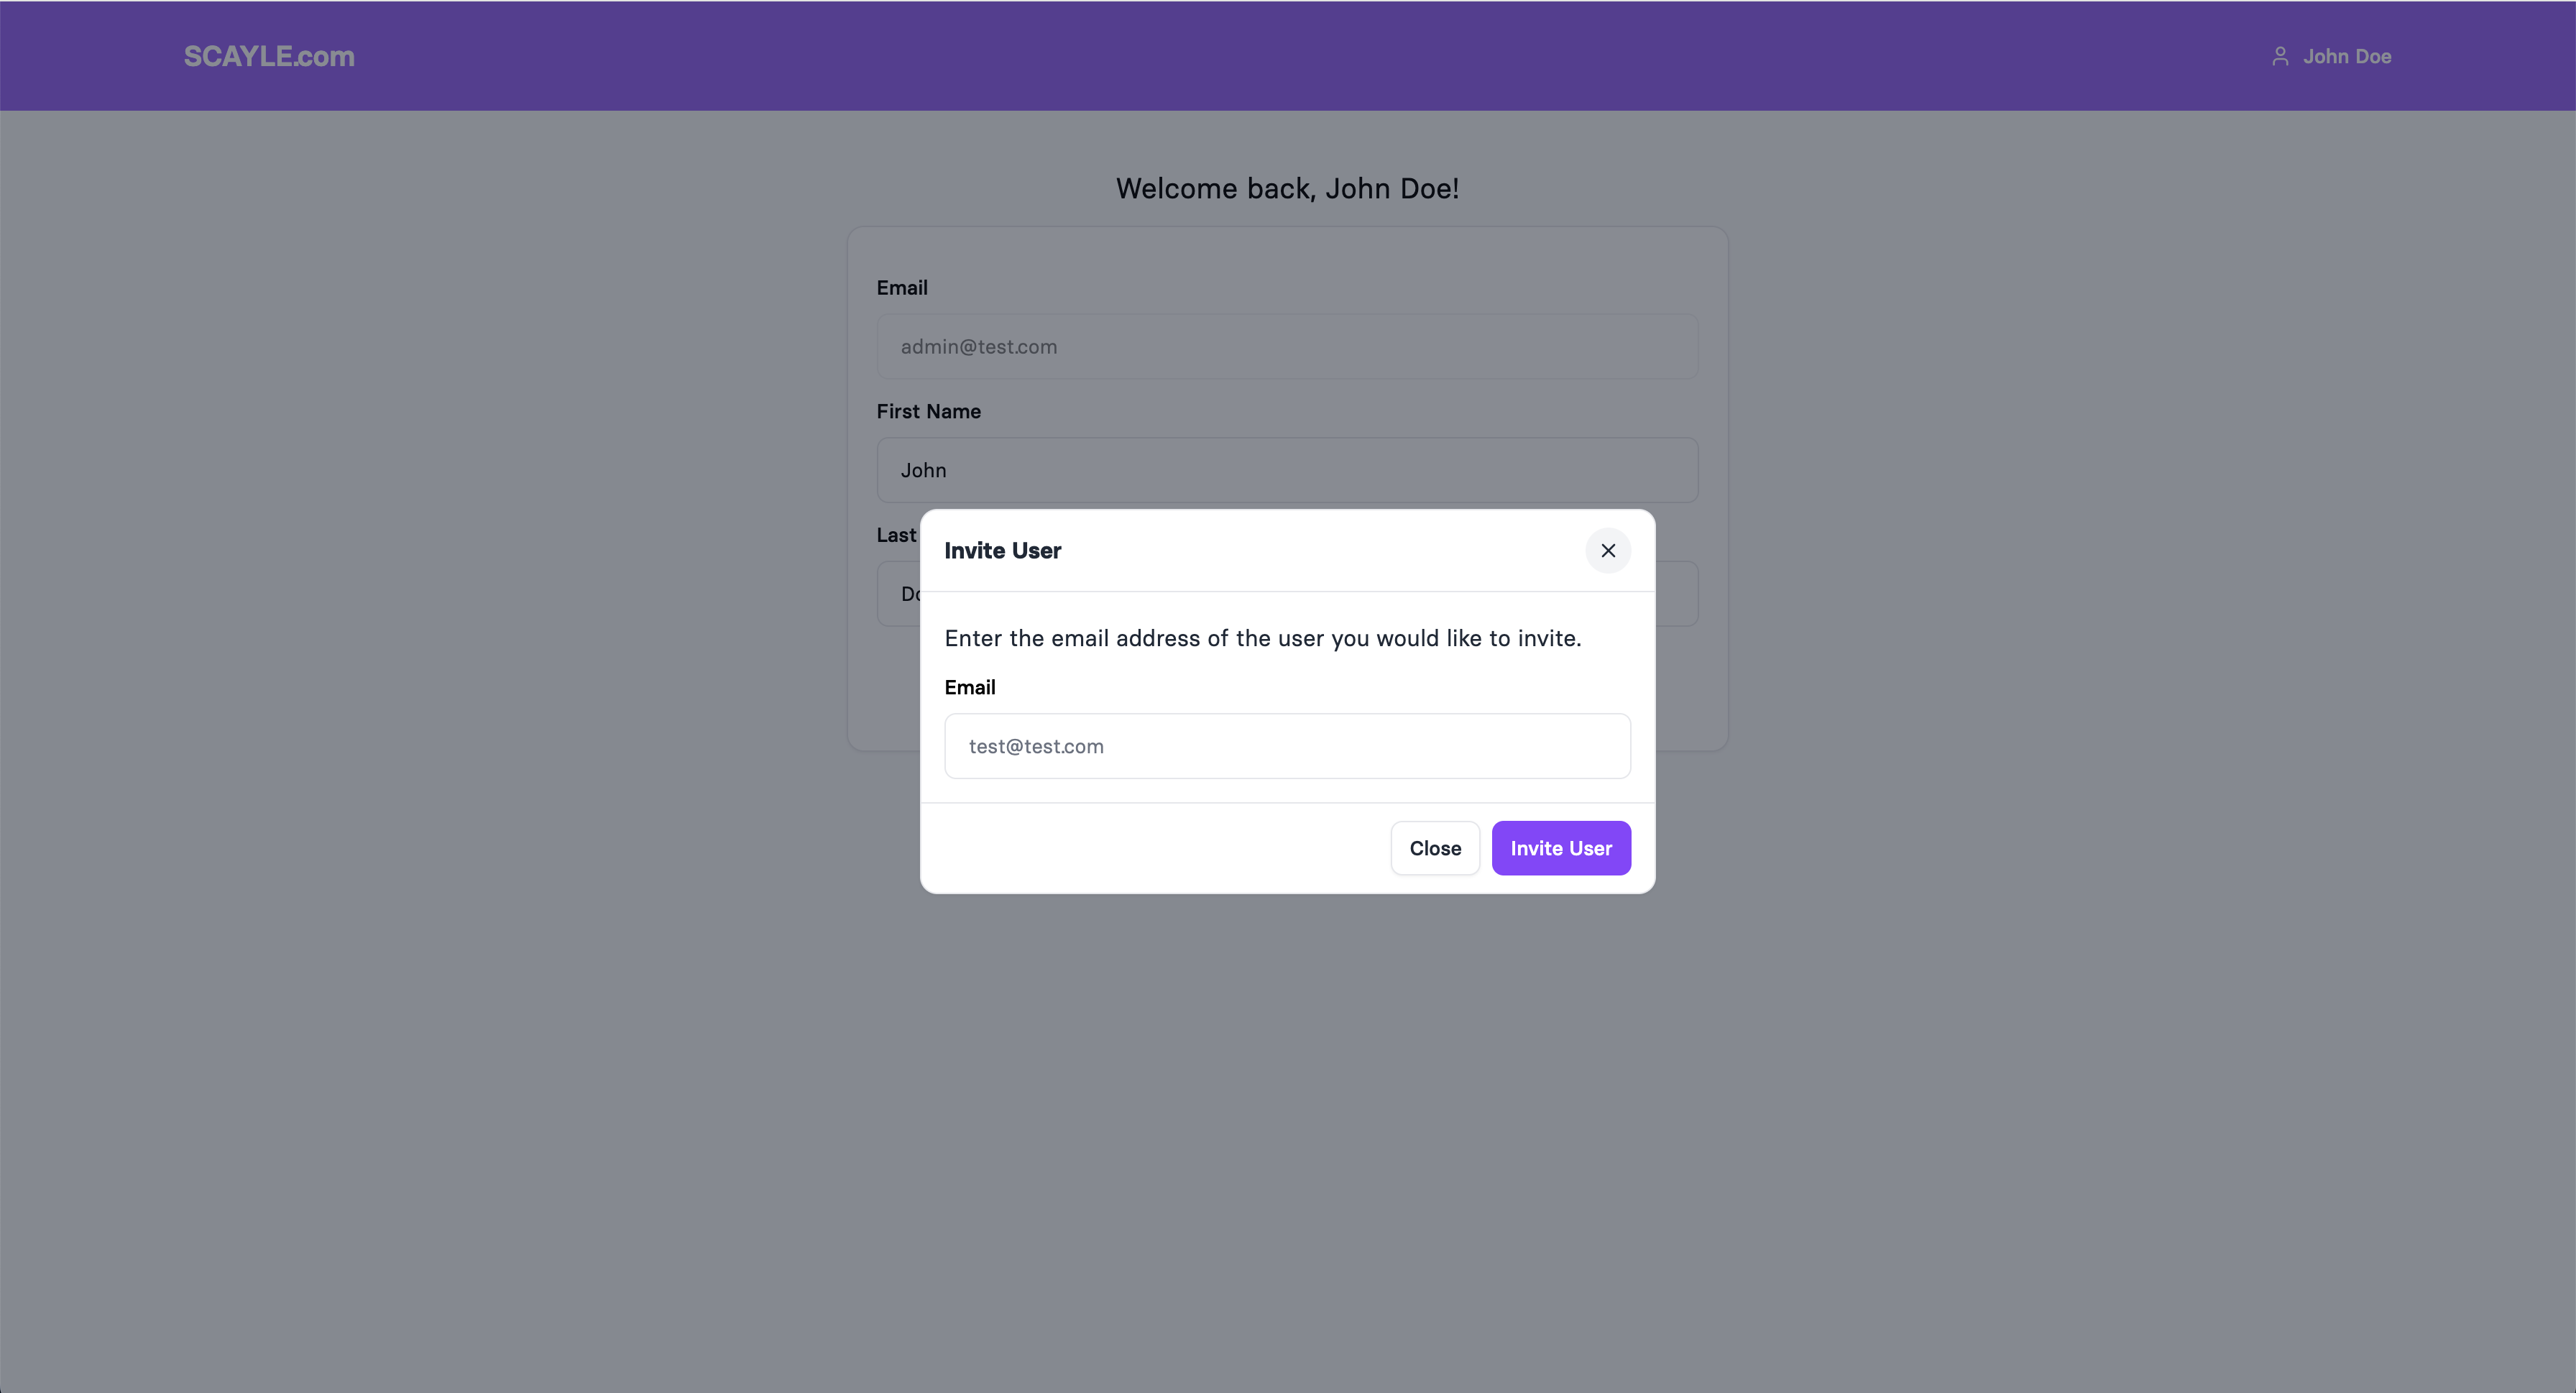 SCAYLE.com
John Doe
Welcome back, John Doe!
Email
admin@test.com
First Name
John
Last
Invite User
Enter the email address of the user you would like to invite.
Email
test@test.com
Close
Invite User